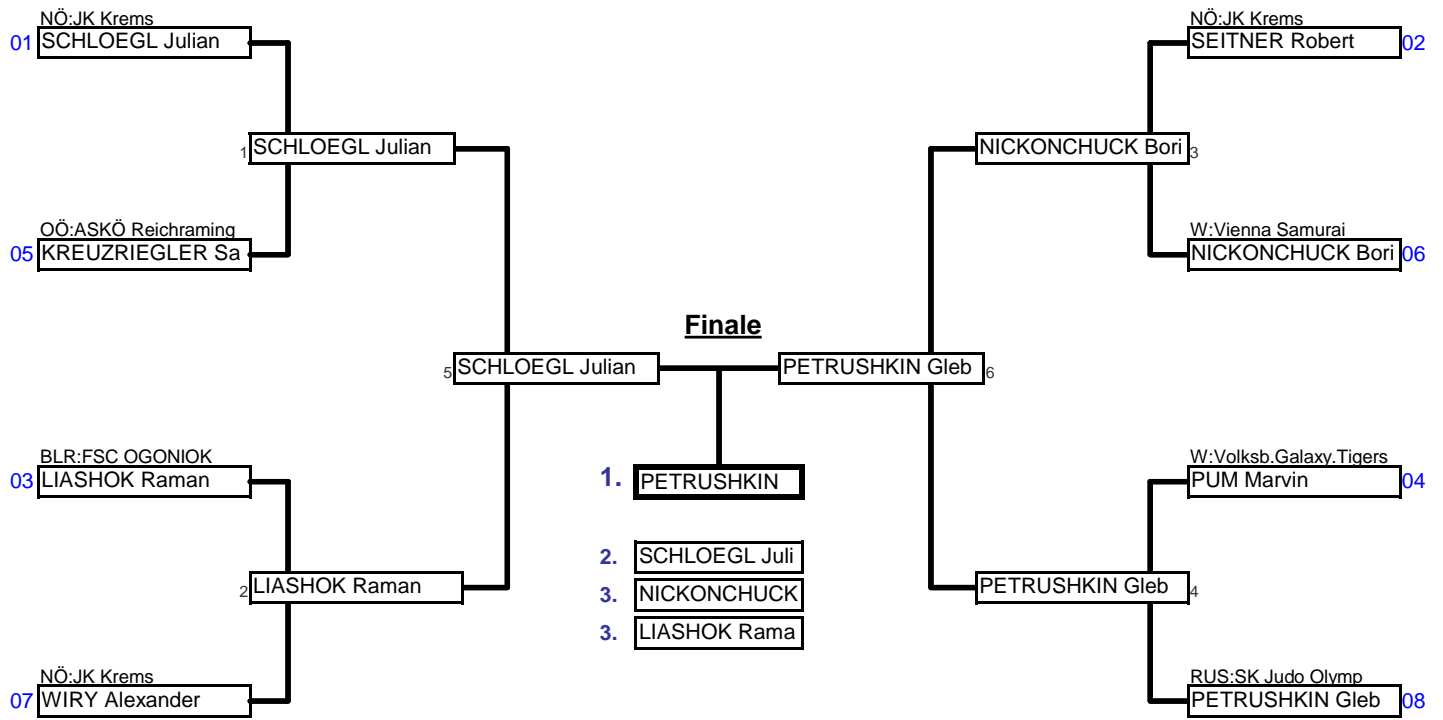 NÖ:JK Krems
01 SCHLOEGL Julian
1 SCHLOEGL Julian
OÖ:ASKÖ Reichraming
05 KREUZRIEGLER Sa
5 SCHLOEGL Julian
BLR:FSC OGONIOK
03 LIASHOK Raman
2 LIASHOK Raman
NÖ:JK Krems
07 WIRY Alexander
Finale
1. PETRUSHKIN
2. SCHLOEGL Juli
3. NICKONCHUCK
3. LIASHOK Rama
NÖ:JK Krems
SEITNER Robert 02
NICKONCHUCK Bori 3
W:Vienna Samurai
NICKONCHUCK Bori 06
PETRUSHKIN Gleb 6
W:Volksb.Galaxy.Tigers
PUM Marvin 04
PETRUSHKIN Gleb 4
RUS:SK Judo Olymp
PETRUSHKIN Gleb 08